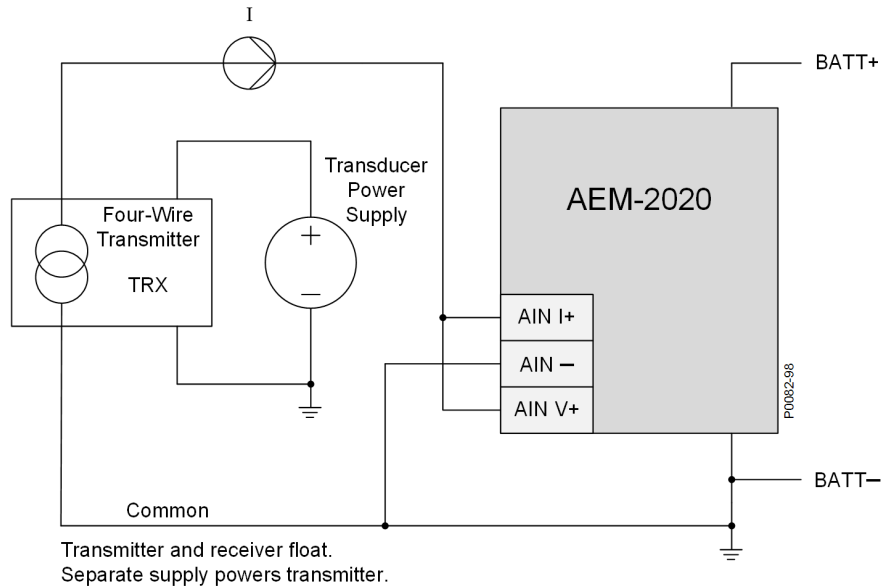 I
BATT+
Transducer
Power
Supply
Four-Wire
Transmitter
TRX
+
−
AEM-2020
AIN I+
AIN −
AIN V+
P0082-98
BATT−
Common
Transmitter and receiver float.
Separate supply powers transmitter.